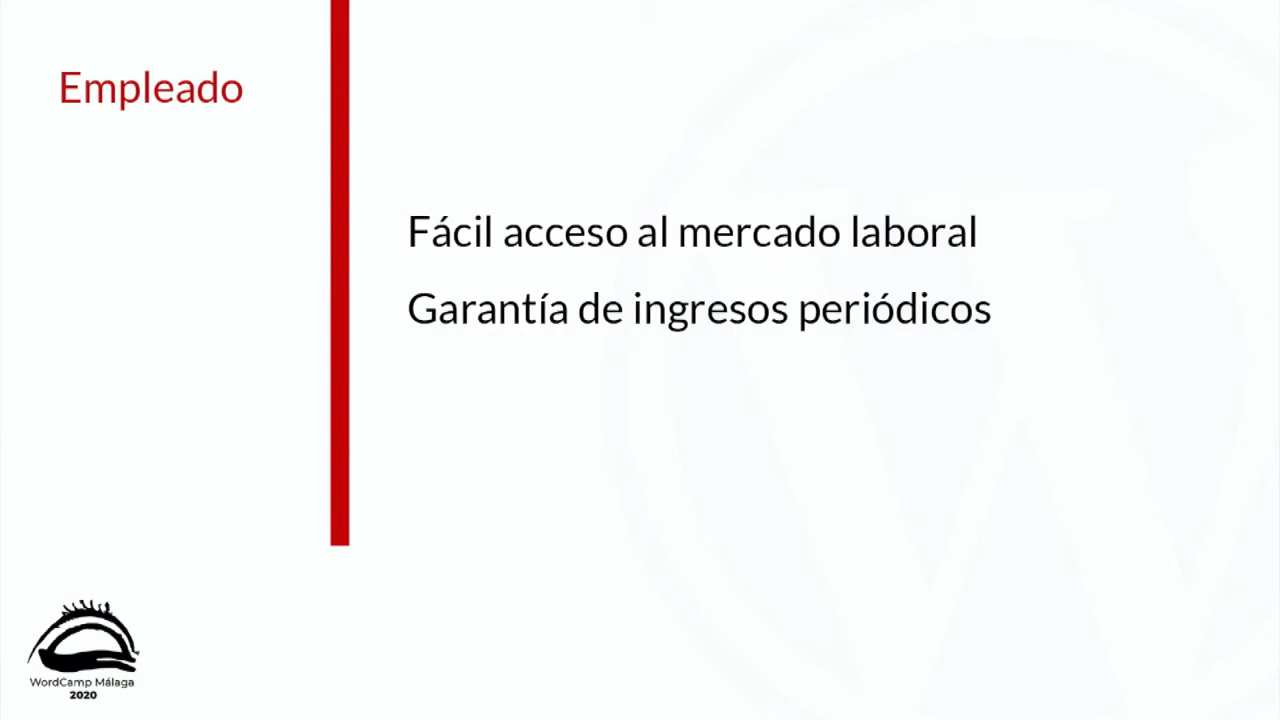 Empleado
Fácil acceso al mercado laboral
Garantía de ingresos periódicos
WordCamp Málaga
2020